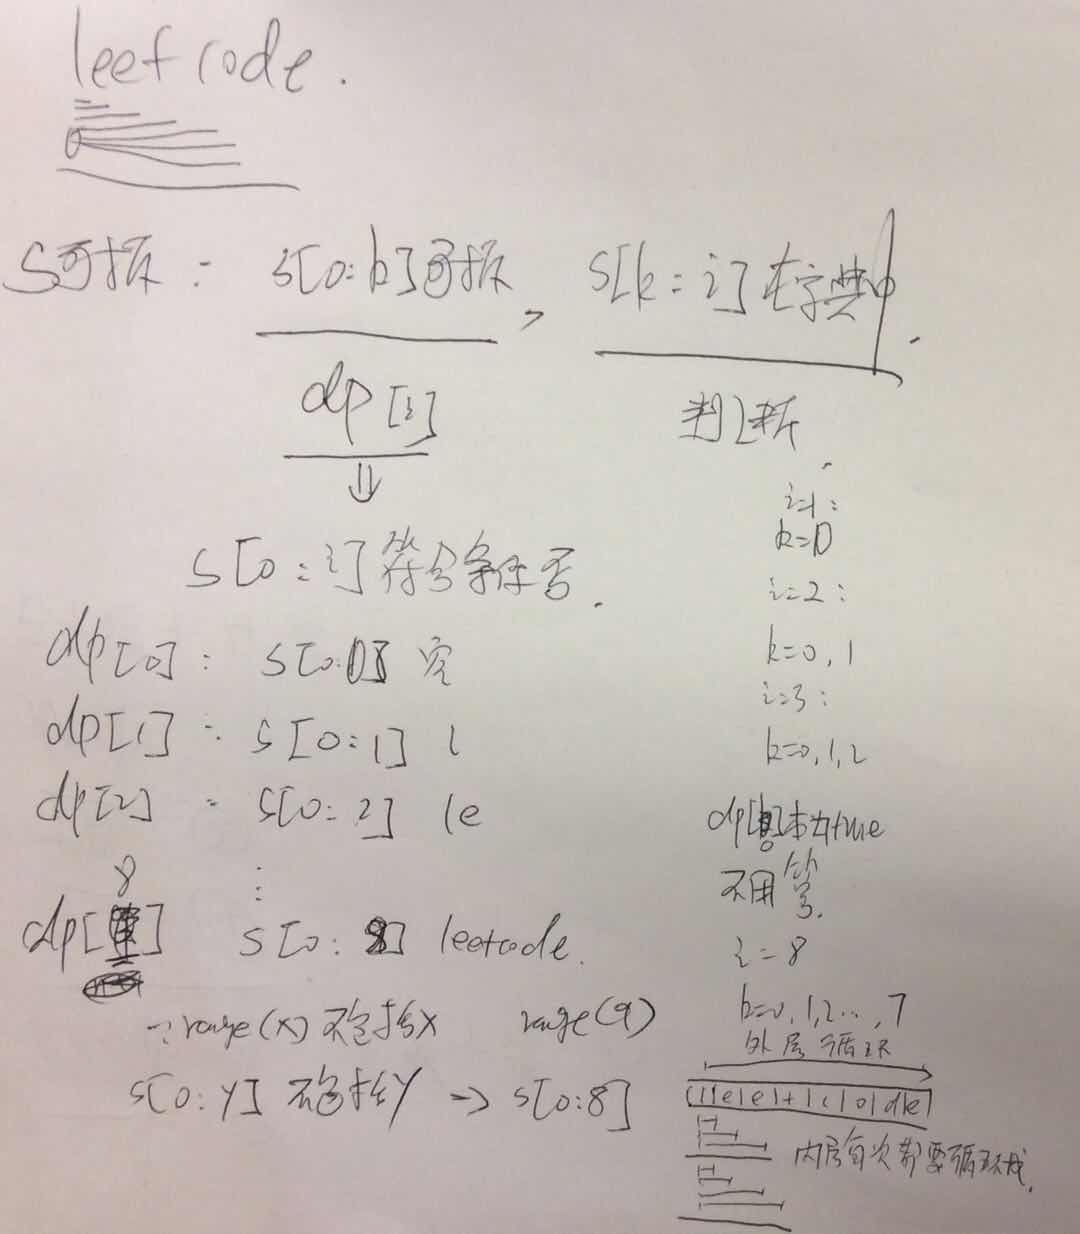 leetcode.
S可拆: s[0:k]可拆, s[k:i]在字典中.
dp[i]
判断
s[0:i]符合条件否.
dp[0]: s[0:0] 空
dp[1]: s[0:1] l
dp[2]: s[0:2] le
⋮
dp[8] s[0:8] leetcode.
∵range(x)不包括x range(9)
s[0:y]不包括y → s[0:8]
i=1:
k=0
i=2:
k=0,1
i=3:
k=0,1,2
dp[0]本为true
不用算.
i=8
k=0,1,2…,7
外层循环
|l|e|e|t|c|o|d|e|
内层每次都要循环